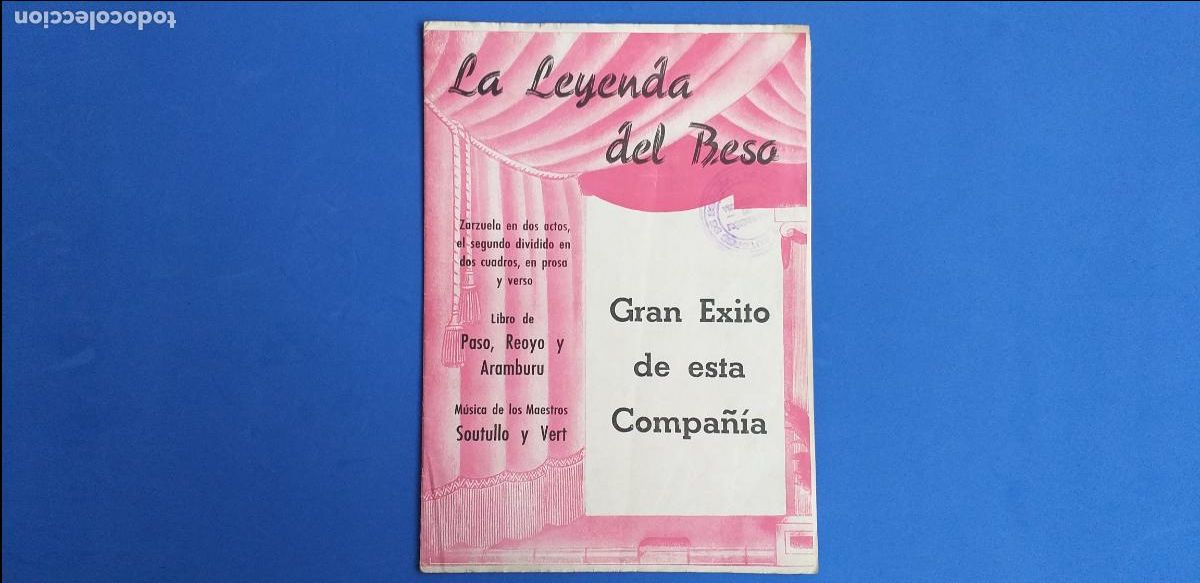 todocoleccion
La Leyenda
del Beso
Zarzuela en dos actos,
el segundo dividido en
dos cuadros, en prosa
y verso
Libro de
Paso, Reoyo y
Aramburu
Música de los Maestros
Soutullo y Vert
Gran Exito
de esta
Compañía